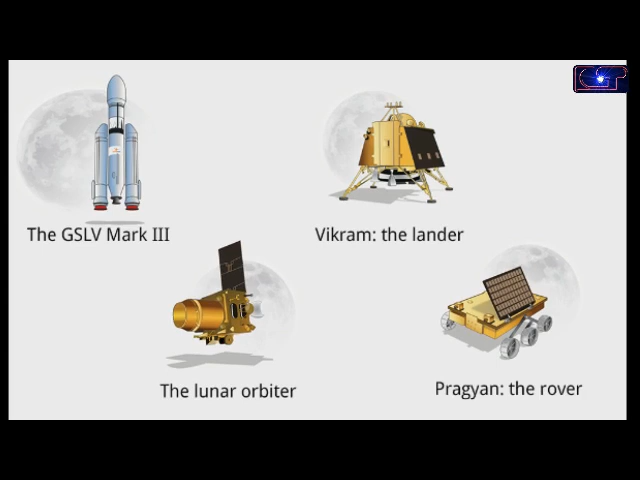 The GSLV Mark III
Vikram: the lander
The lunar orbiter
Pragyan: the rover